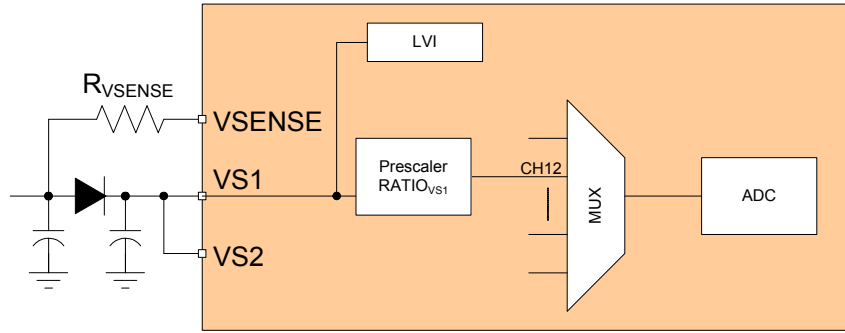 LVI
RVSENSE
VSENSE
Prescaler
RATIOVS1
CH12
VS1
MUX
ADC
VS2